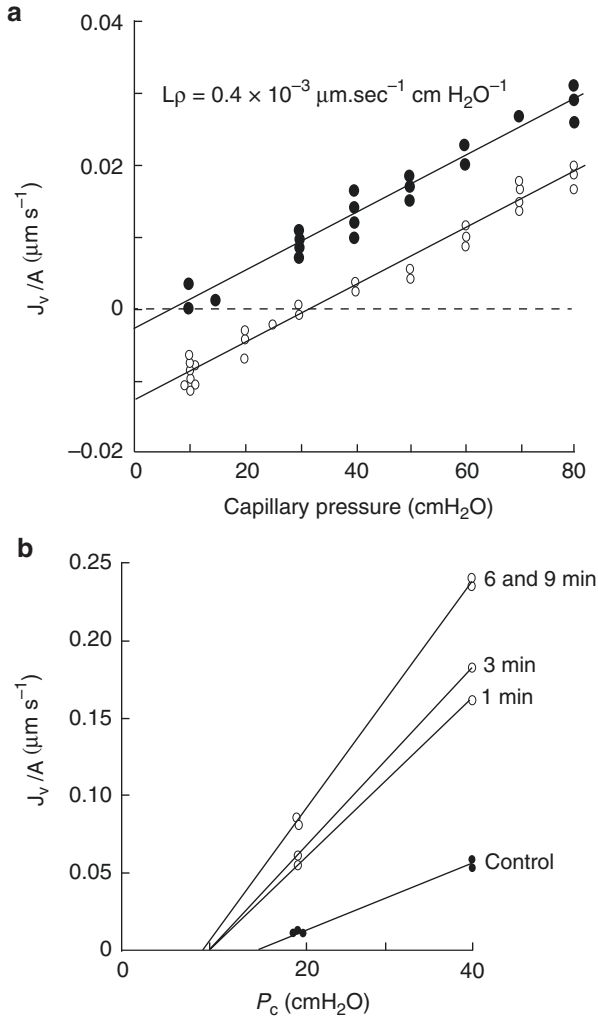 a
0.04
Lρ = 0.4 × 10⁻³ μm.sec⁻¹ cm H₂O⁻¹
0.02
Jᵥ /A (μm s⁻¹)
0
−0.02
0 20 40 60 80
Capillary pressure (cmH₂O)
b
0.25
6 and 9 min
0.20
3 min
1 min
0.15
Jᵥ /A (μm s⁻¹)
0.10
Control
0.05
0
0 20 40
P_c (cmH₂O)